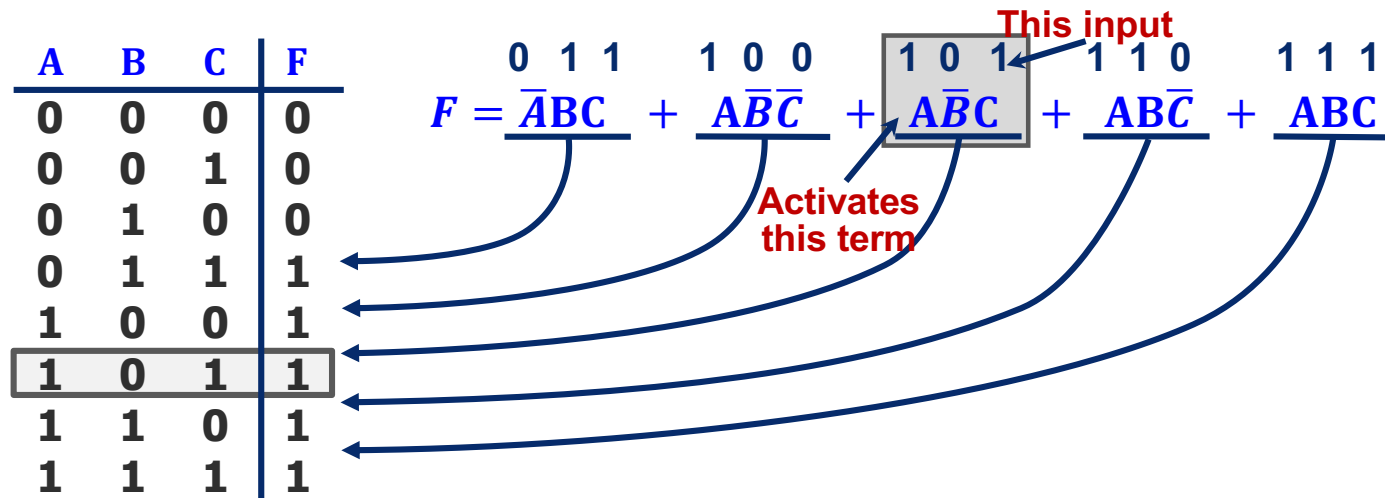 A B C F
0 0 0 0
0 0 1 0
0 1 0 0
0 1 1 1
1 0 0 1
1 0 1 1
1 1 0 1
1 1 1 1
This input
0 1 1 1 0 0 1 0 1 1 1 0 1 1 1
F = A̅BC + AB̅C̅ + AB̅C + ABC̅ + ABC
Activates
this term